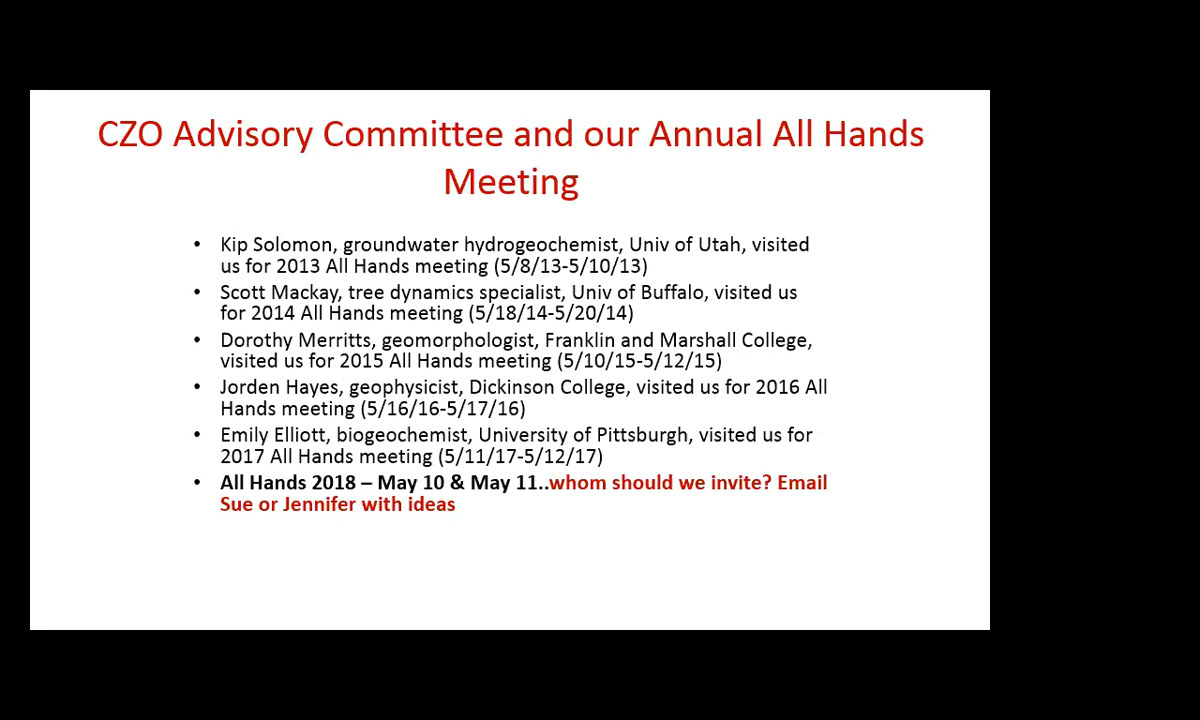 CZO Advisory Committee and our Annual All Hands
Meeting
• Kip Solomon, groundwater hydrogeochemist, Univ of Utah, visited
us for 2013 All Hands meeting (5/8/13-5/10/13)
• Scott Mackay, tree dynamics specialist, Univ of Buffalo, visited us
for 2014 All Hands meeting (5/18/14-5/20/14)
• Dorothy Merritts, geomorphologist, Franklin and Marshall College,
visited us for 2015 All Hands meeting (5/10/15-5/12/15)
• Jorden Hayes, geophysicist, Dickinson College, visited us for 2016 All
Hands meeting (5/16/16-5/17/16)
• Emily Elliott, biogeochemist, University of Pittsburgh, visited us for
2017 All Hands meeting (5/11/17-5/12/17)
• All Hands 2018 – May 10 & May 11..whom should we invite? Email
Sue or Jennifer with ideas